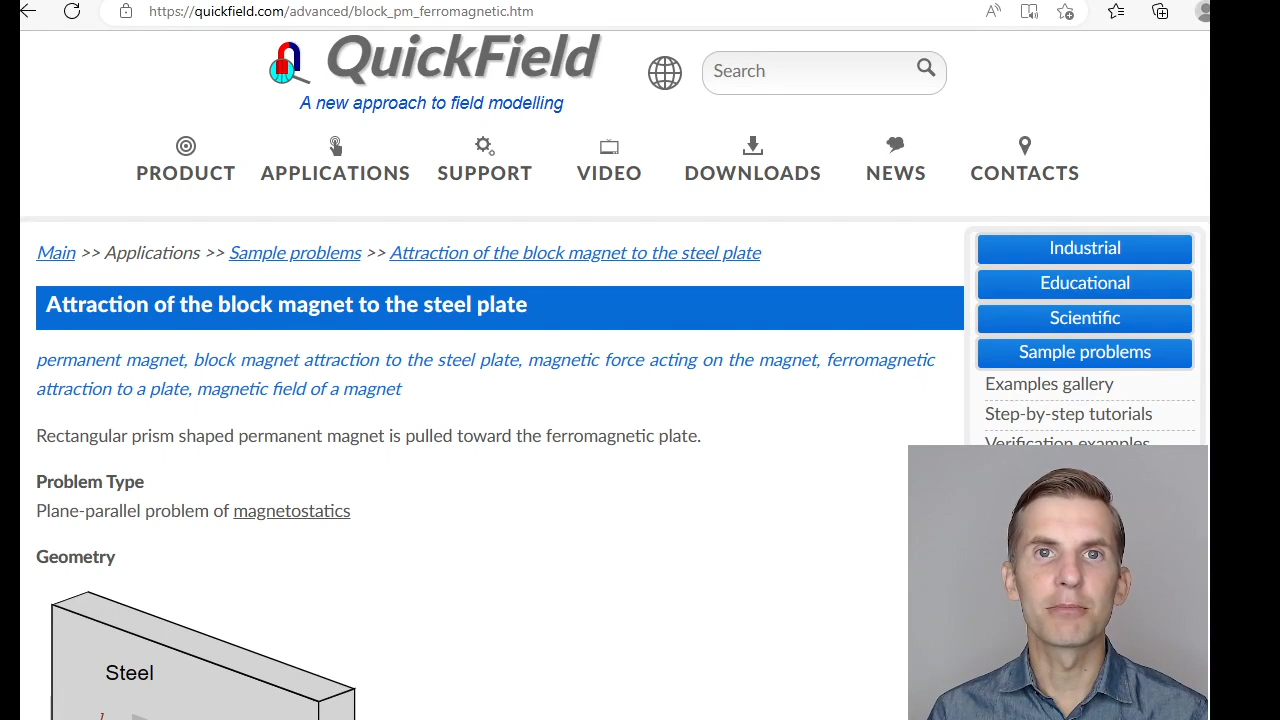 https://quickfield.com/advanced/block_pm_ferromagnetic.htm
QuickField
A new approach to field modelling
Search
PRODUCT APPLICATIONS SUPPORT VIDEO DOWNLOADS NEWS CONTACTS
Main >> Applications >> Sample problems >> Attraction of the block magnet to the steel plate
Attraction of the block magnet to the steel plate
permanent magnet, block magnet attraction to the steel plate, magnetic force acting on the magnet, ferromagnetic
attraction to a plate, magnetic field of a magnet
Rectangular prism shaped permanent magnet is pulled toward the ferromagnetic plate.
Problem Type
Plane-parallel problem of magnetostatics
Geometry
Steel
Industrial
Educational
Scientific
Sample problems
Examples gallery
Step-by-step tutorials
Verification examples